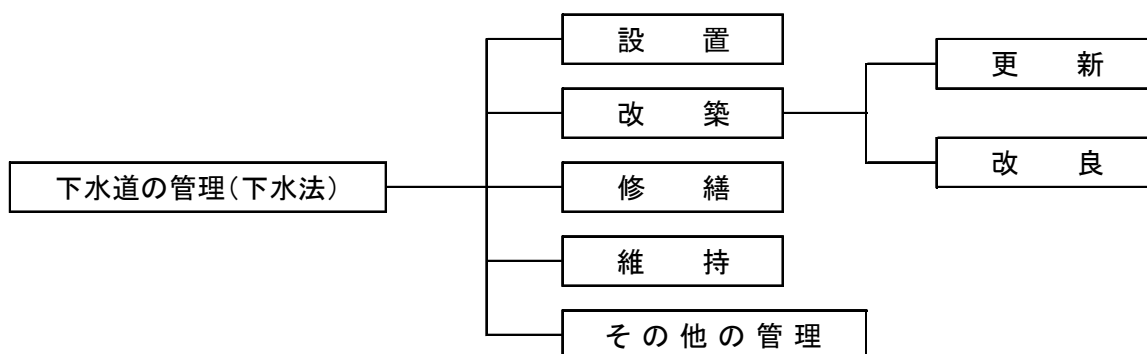 下水道の管理(下水法)
設 置
改 築
修 繕
維 持
その他の管理
更 新
改 良